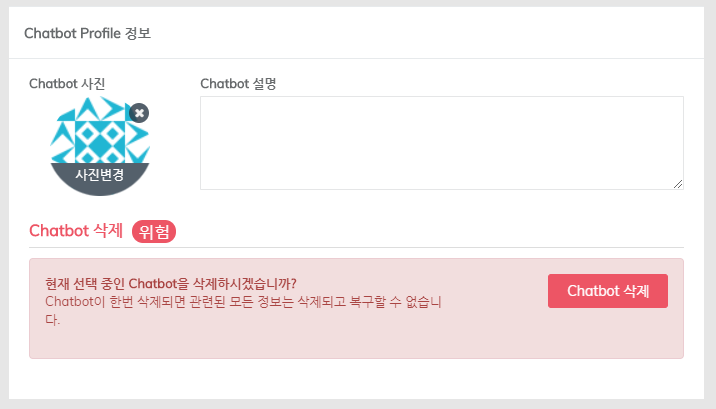 Chatbot Profile 정보
Chatbot 사진
Chatbot 설명
사진변경
Chatbot 삭제 위험
현재 선택 중인 Chatbot을 삭제하시겠습니까?
Chatbot이 한번 삭제되면 관련된 모든 정보는 삭제되고 복구할 수 없습니
다.
Chatbot 삭제